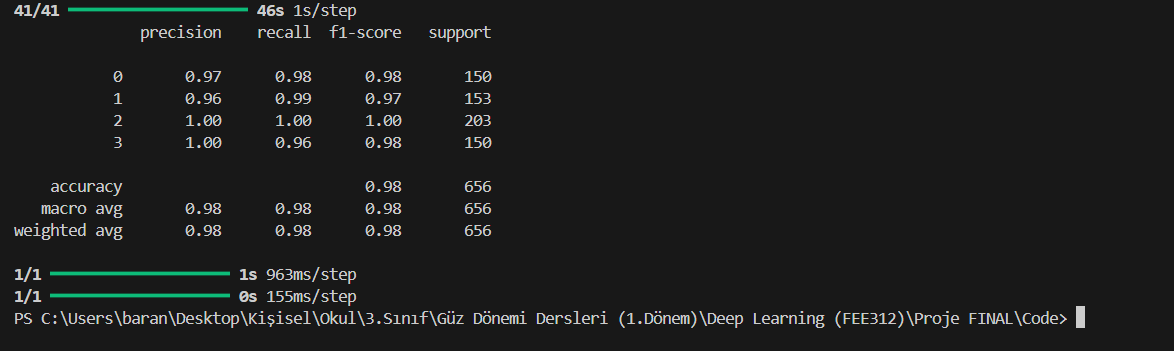 41/41 ━━━━━━━━━━━━━━━━━━━━ 46s 1s/step
              precision    recall  f1-score   support

           0       0.97      0.98      0.98       150
           1       0.96      0.99      0.97       153
           2       1.00      1.00      1.00       203
           3       1.00      0.96      0.98       150

    accuracy                           0.98       656
   macro avg       0.98      0.98      0.98       656
weighted avg       0.98      0.98      0.98       656

1/1 ━━━━━━━━━━━━━━━━━━━━ 1s 963ms/step
1/1 ━━━━━━━━━━━━━━━━━━━━ 0s 155ms/step
PS C:\Users\baran\Desktop\Kişisel\Okul\3.Sınıf\Güz Dönemi Dersleri (1.Dönem)\Deep Learning (FEE312)\Proje FINAL\Code>